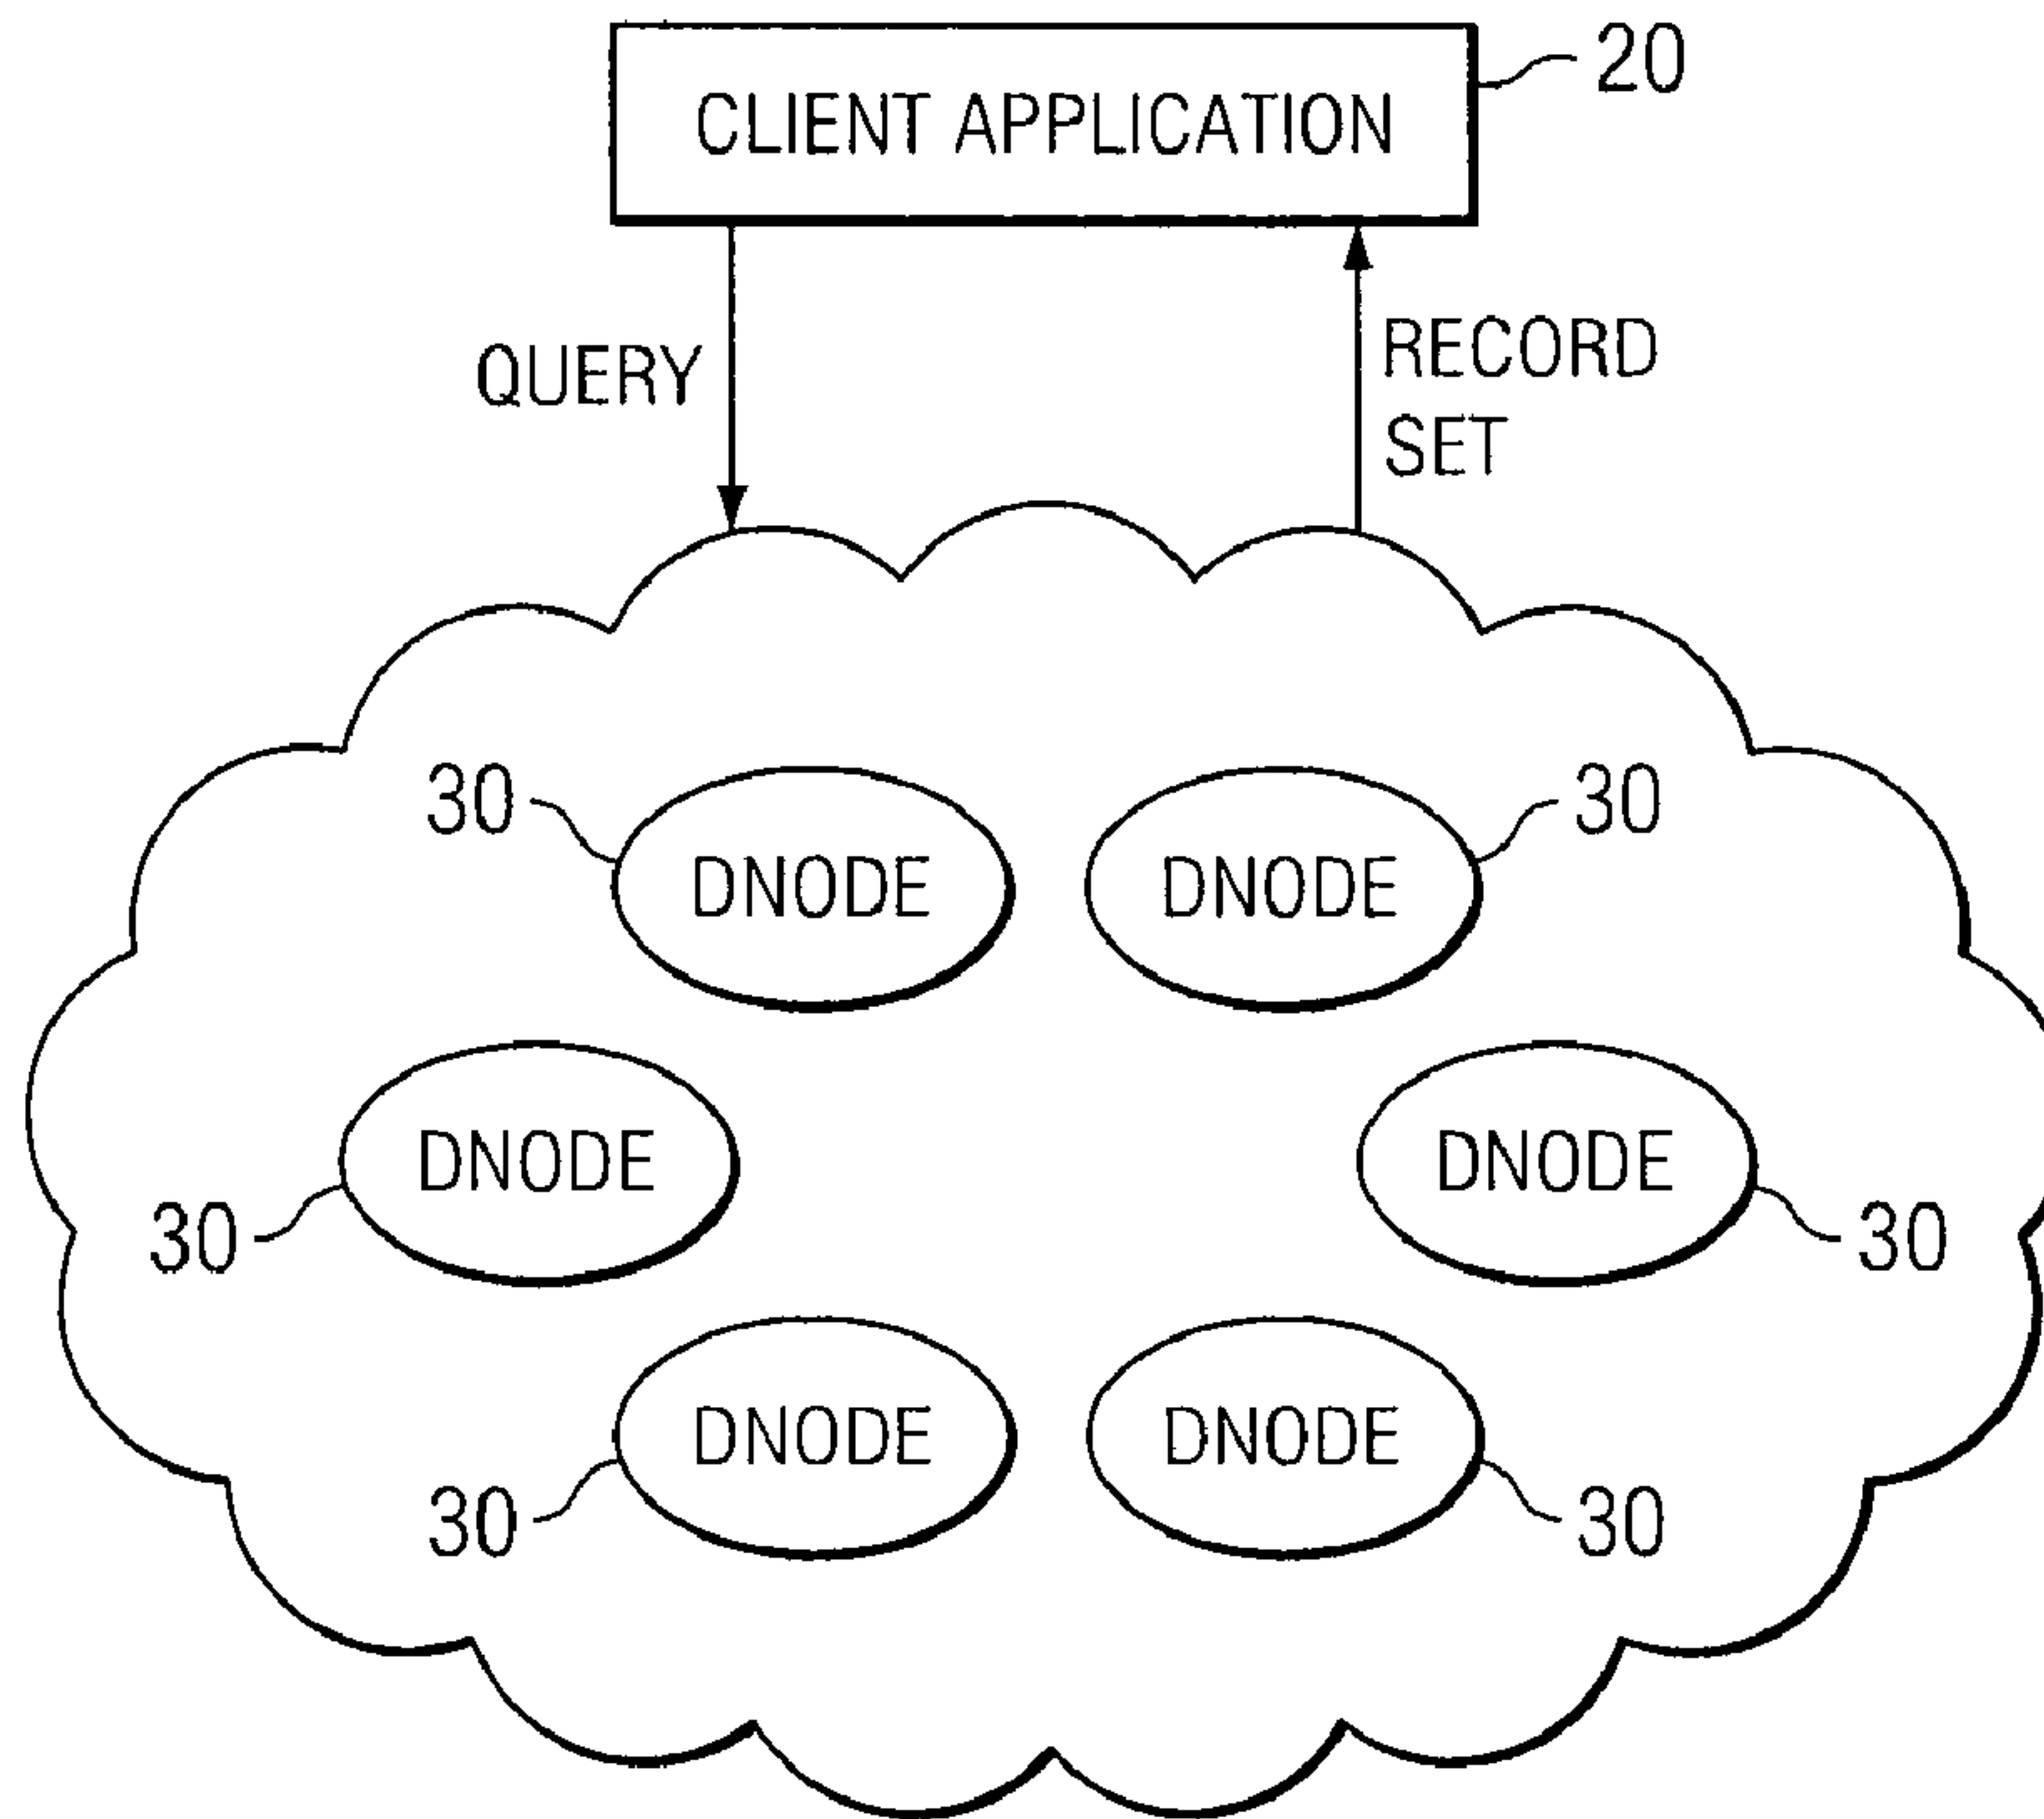 20
CLIENT APPLICATION
QUERY
RECORD
SET
30
30
DNODE
DNODE
DNODE
DNODE
30
30
DNODE
DNODE
30
30